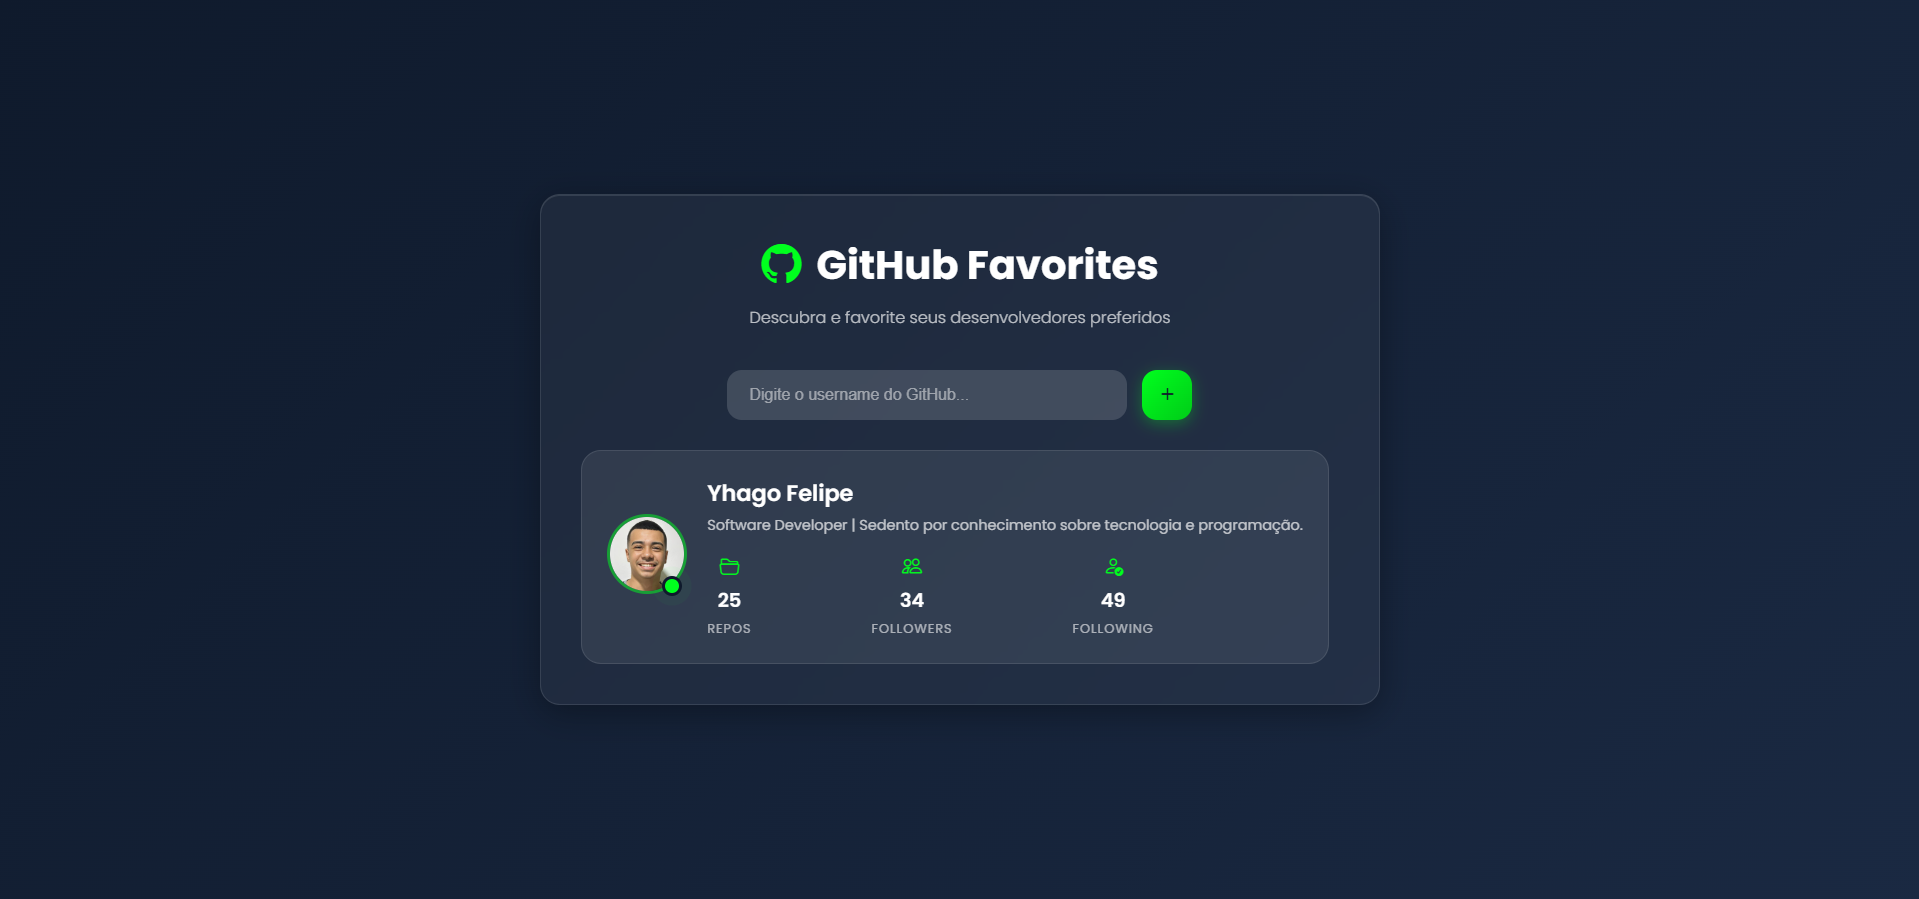 GitHub Favorites
Descubra e favorite seus desenvolvedores preferidos
Digite o username do GitHub...
+
Yhago Felipe
Software Developer | Sedento por conhecimento sobre tecnologia e programação.
25 34 49
REPOS FOLLOWERS FOLLOWING